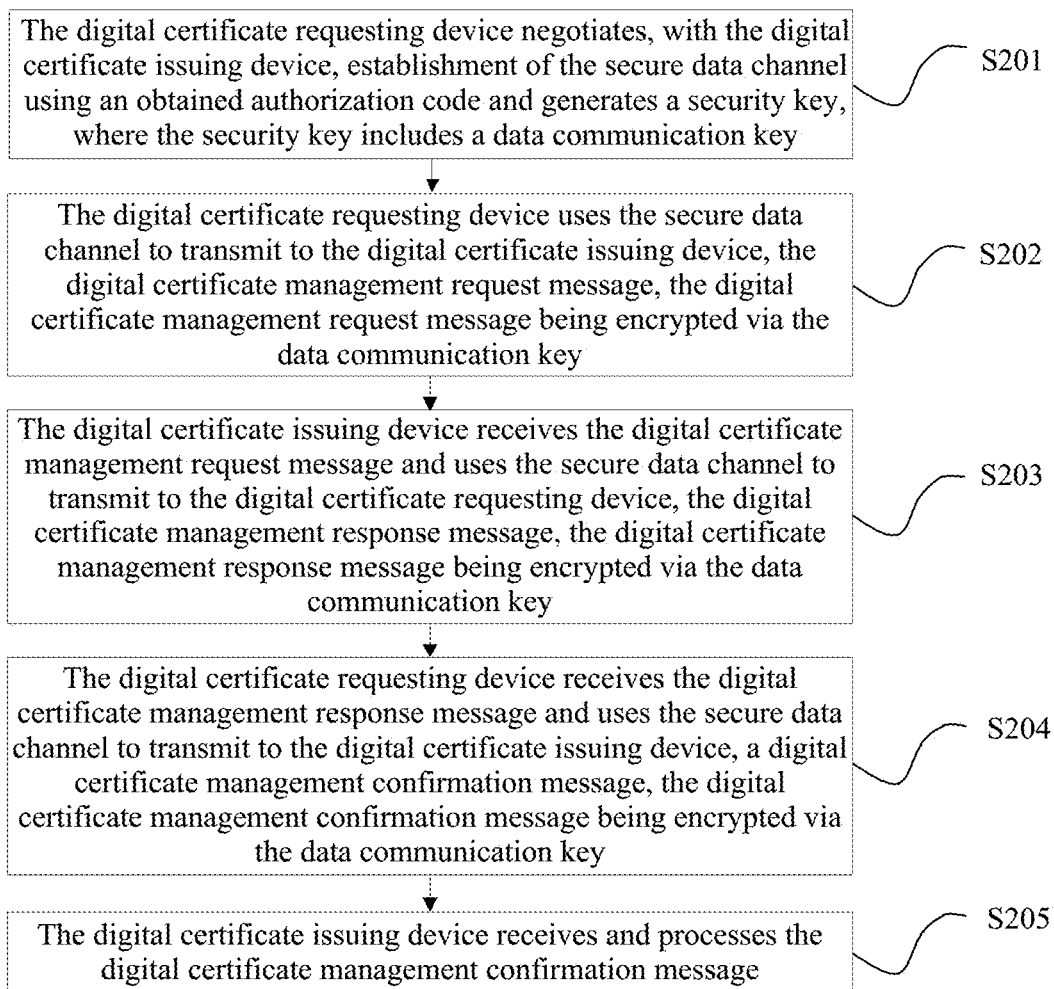 The digital certificate requesting device negotiates, with the digital
certificate issuing device, establishment of the secure data channel
using an obtained authorization code and generates a security key,
where the security key includes a data communication key
S201
The digital certificate requesting device uses the secure data
channel to transmit to the digital certificate issuing device, the
digital certificate management request message, the digital
certificate management request message being encrypted via the
data communication key
S202
The digital certificate issuing device receives the digital certificate
management request message and uses the secure data channel to
transmit to the digital certificate requesting device, the digital
certificate management response message, the digital certificate
management response message being encrypted via the data
communication key
S203
The digital certificate requesting device receives the digital
certificate management response message and uses the secure data
channel to transmit to the digital certificate issuing device, a digital
certificate management confirmation message, the digital
certificate management confirmation message being encrypted via
the data communication key
S204
The digital certificate issuing device receives and processes the
digital certificate management confirmation message
S205